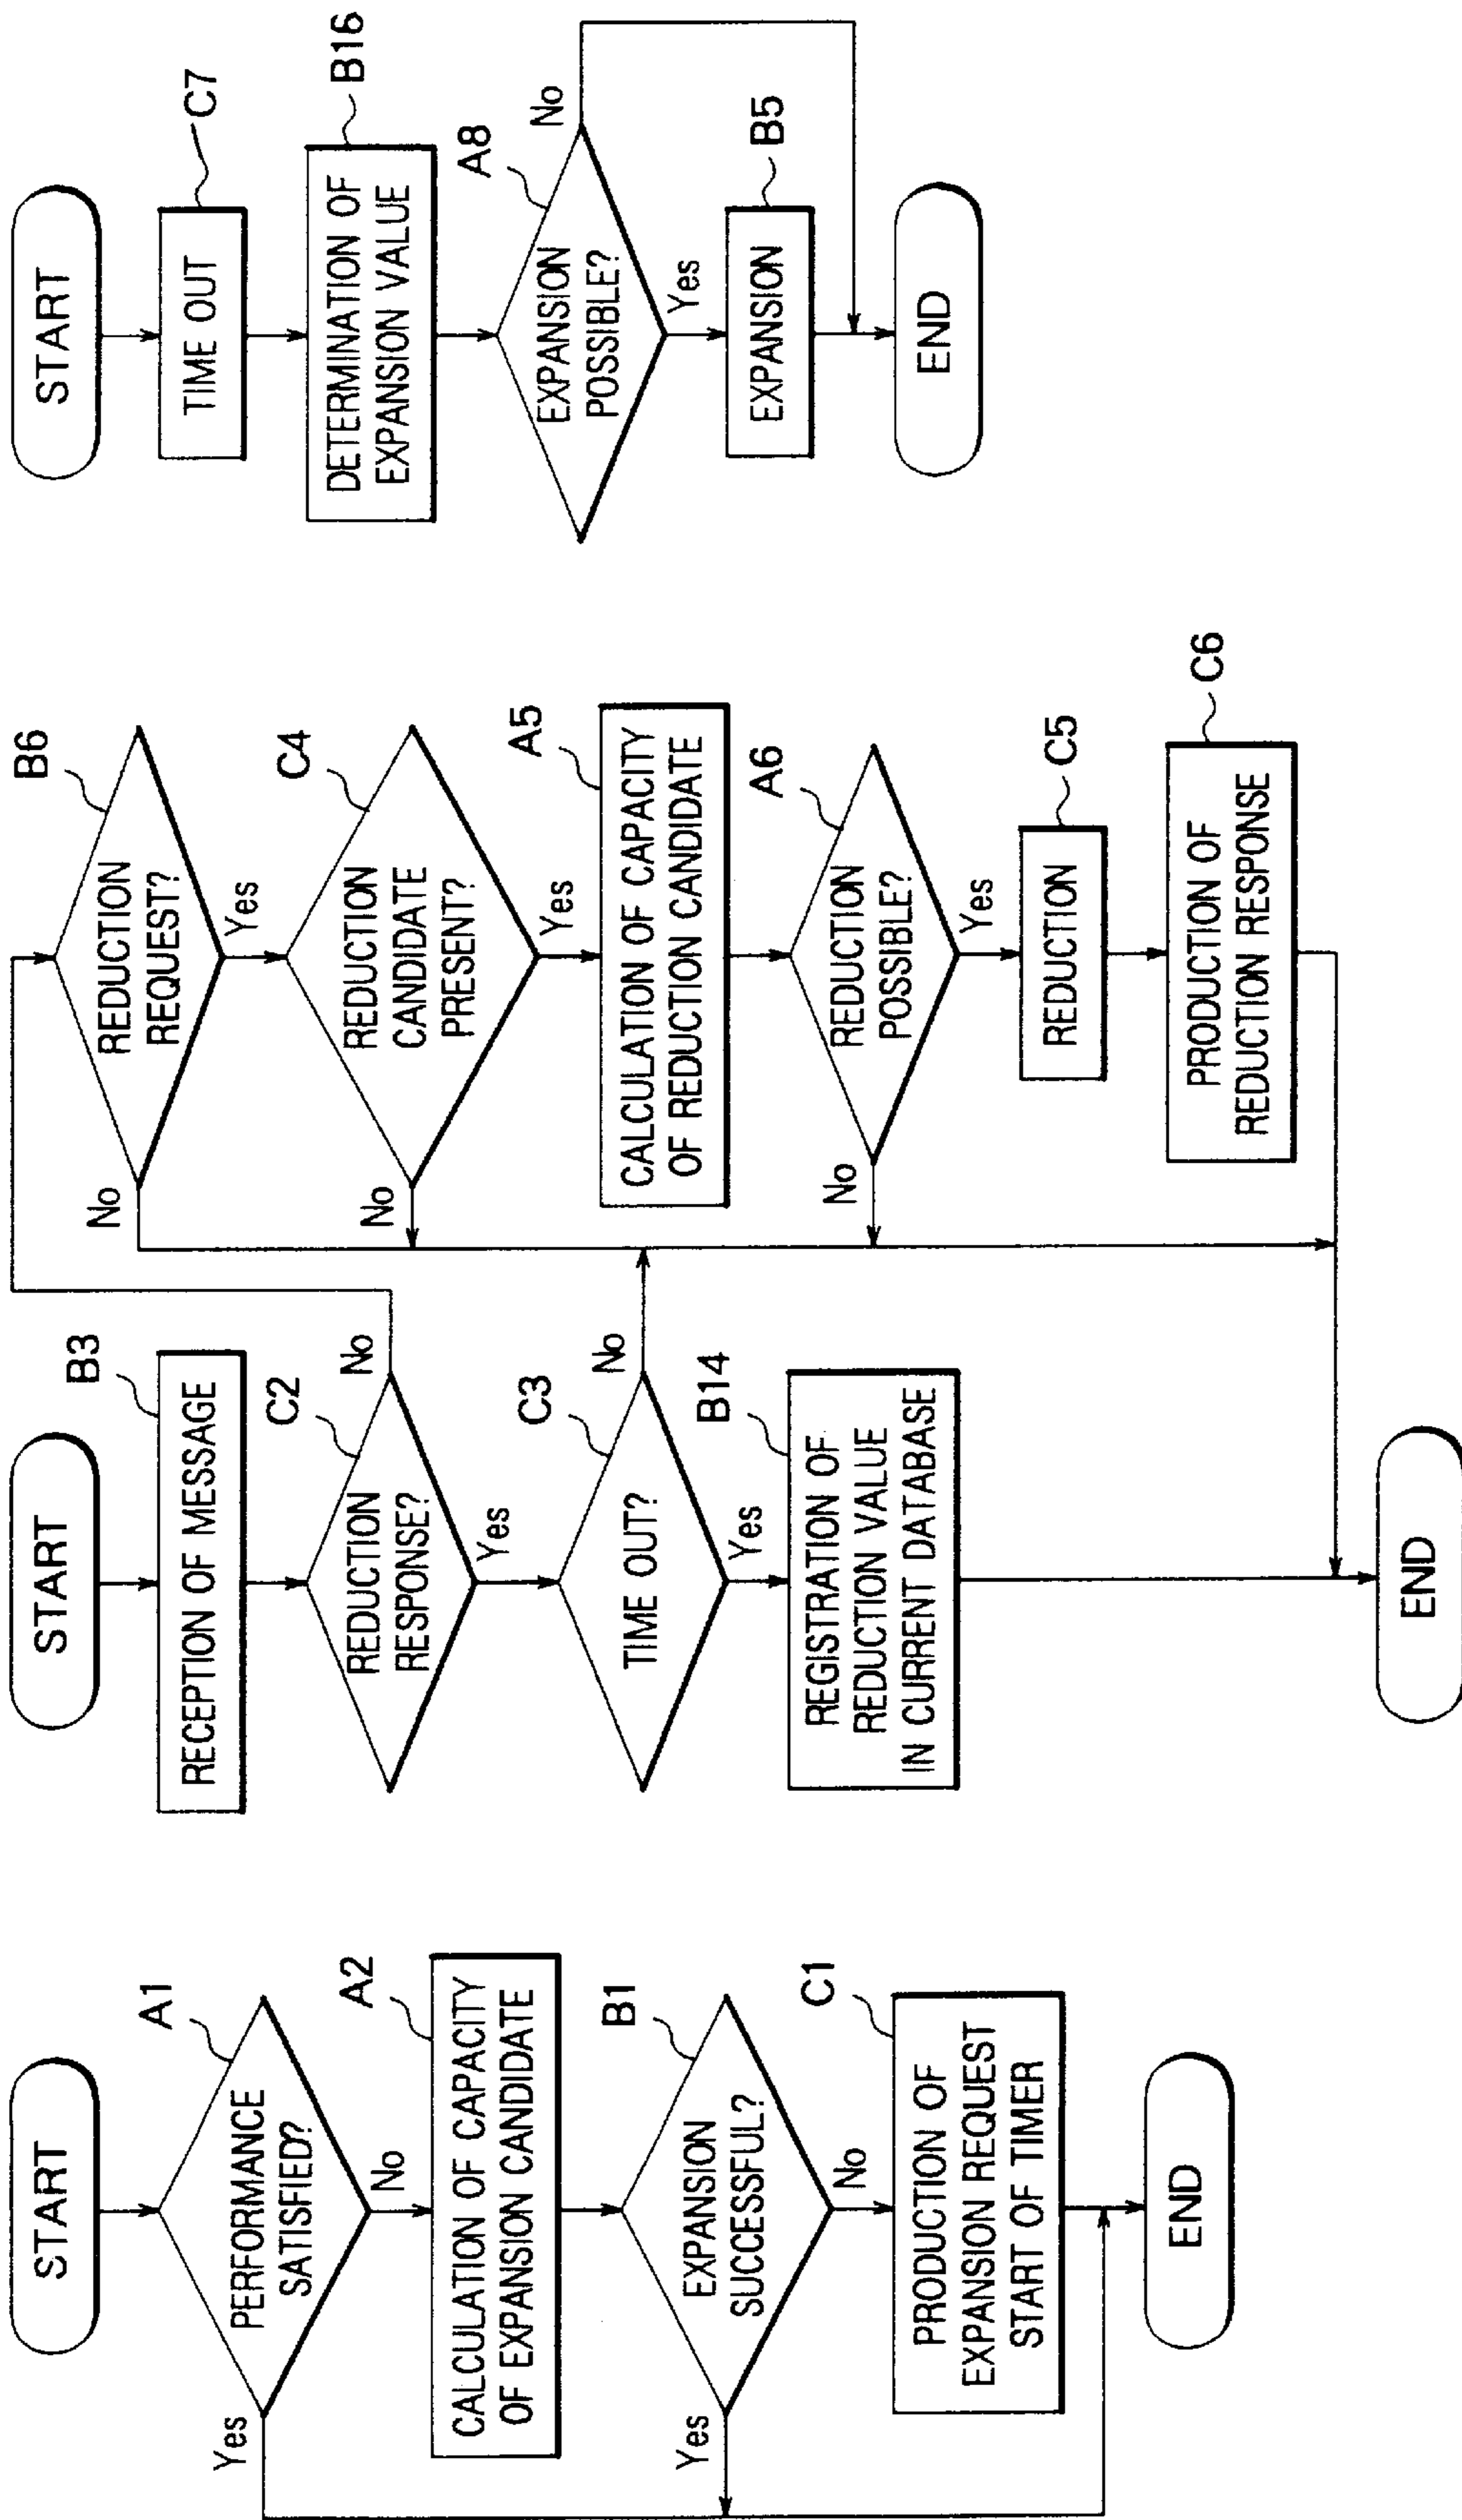 START
A1
PERFORMANCE
SATISFIED?
Yes
No
A2
CALCULATION OF CAPACITY
OF EXPANSION CANDIDATE
B1
EXPANSION
SUCCESSFUL?
Yes
No
C1
PRODUCTION OF
EXPANSION REQUEST
START OF TIMER
END
START
B3
RECEPTION OF MESSAGE
C2
REDUCTION
RESPONSE?
No
Yes
C3
TIME OUT?
No
Yes
B14
REGISTRATION OF
REDUCTION VALUE
IN CURRENT DATABASE
END
B6
REDUCTION
REQUEST?
No
Yes
C4
REDUCTION
CANDIDATE
PRESENT?
No
Yes
A5
CALCULATION OF CAPACITY
OF REDUCTION CANDIDATE
A6
REDUCTION
POSSIBLE?
No
Yes
C5
REDUCTION
C6
PRODUCTION OF
REDUCTION RESPONSE
START
C7
TIME OUT
B16
DETERMINATION OF
EXPANSION VALUE
A8
EXPANSION
POSSIBLE?
No
Yes
B5
EXPANSION
END